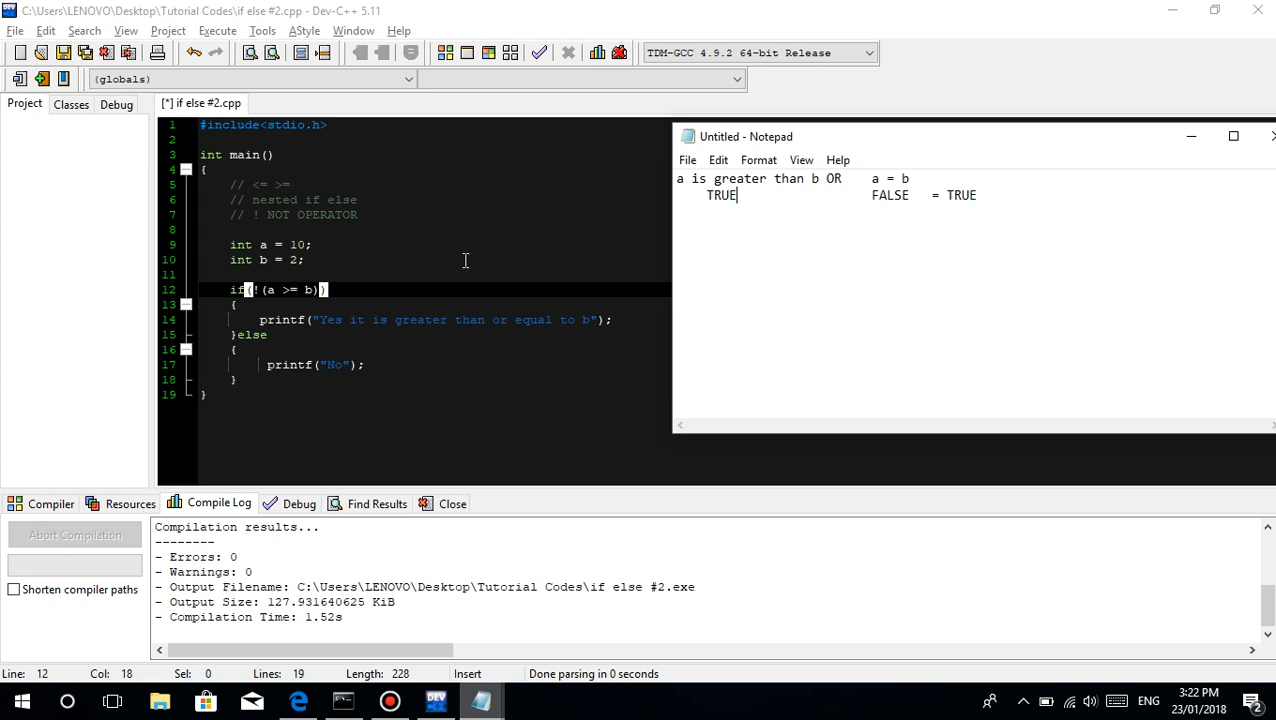 C:\Users\LENOVO\Desktop\Tutorial Codes\if else #2.cpp - Dev-C++ 5.11
File Edit Search View Project Execute Tools AStyle Window Help
TDM-GCC 4.9.2 64-bit Release
(globals)
Project Classes Debug [*] if else #2.cpp
1 #include<stdio.h>
2
3 int main()
4 {
5 // <= >=
6 // nested if else
7 // ! NOT OPERATOR
8
9 int a = 10;
10 int b = 2;
11
12 if(!(a >= b))
13 {
14 printf("Yes it is greater than or equal to b");
15 }else
16 {
17 printf("No");
18 }
19 }
Untitled - Notepad
File Edit Format View Help
a is greater than b OR a = b
TRUE FALSE = TRUE
Compiler Resources Compile Log Debug Find Results Close
Abort Compilation
Shorten compiler paths
Compilation results...
--------
- Errors: 0
- Warnings: 0
- Output Filename: C:\Users\LENOVO\Desktop\Tutorial Codes\if else #2.exe
- Output Size: 127.931640625 KiB
- Compilation Time: 1.52s
Line: 12 Col: 18 Sel: 0 Lines: 19 Length: 228 Insert Done parsing in 0 seconds
DEV
ENG
3:22 PM
23/01/2018
2